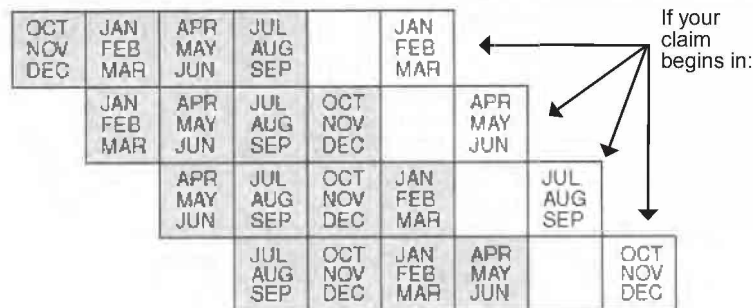 If your
claim
begins in:
OCT JAN APR JUL JAN
NOV FEB MAY AUG FEB
DEC MAR JUN SEP MAR
JAN APR JUL OCT APR
FEB MAY AUG NOV MAY
MAR JUN SEP DEC JUN
APR JUL OCT JAN JUL
MAY AUG NOV FEB AUG
JUN SEP DEC MAR SEP
JUL OCT JAN APR OCT
AUG NOV FEB MAY NOV
SEP DEC MAR JUN DEC